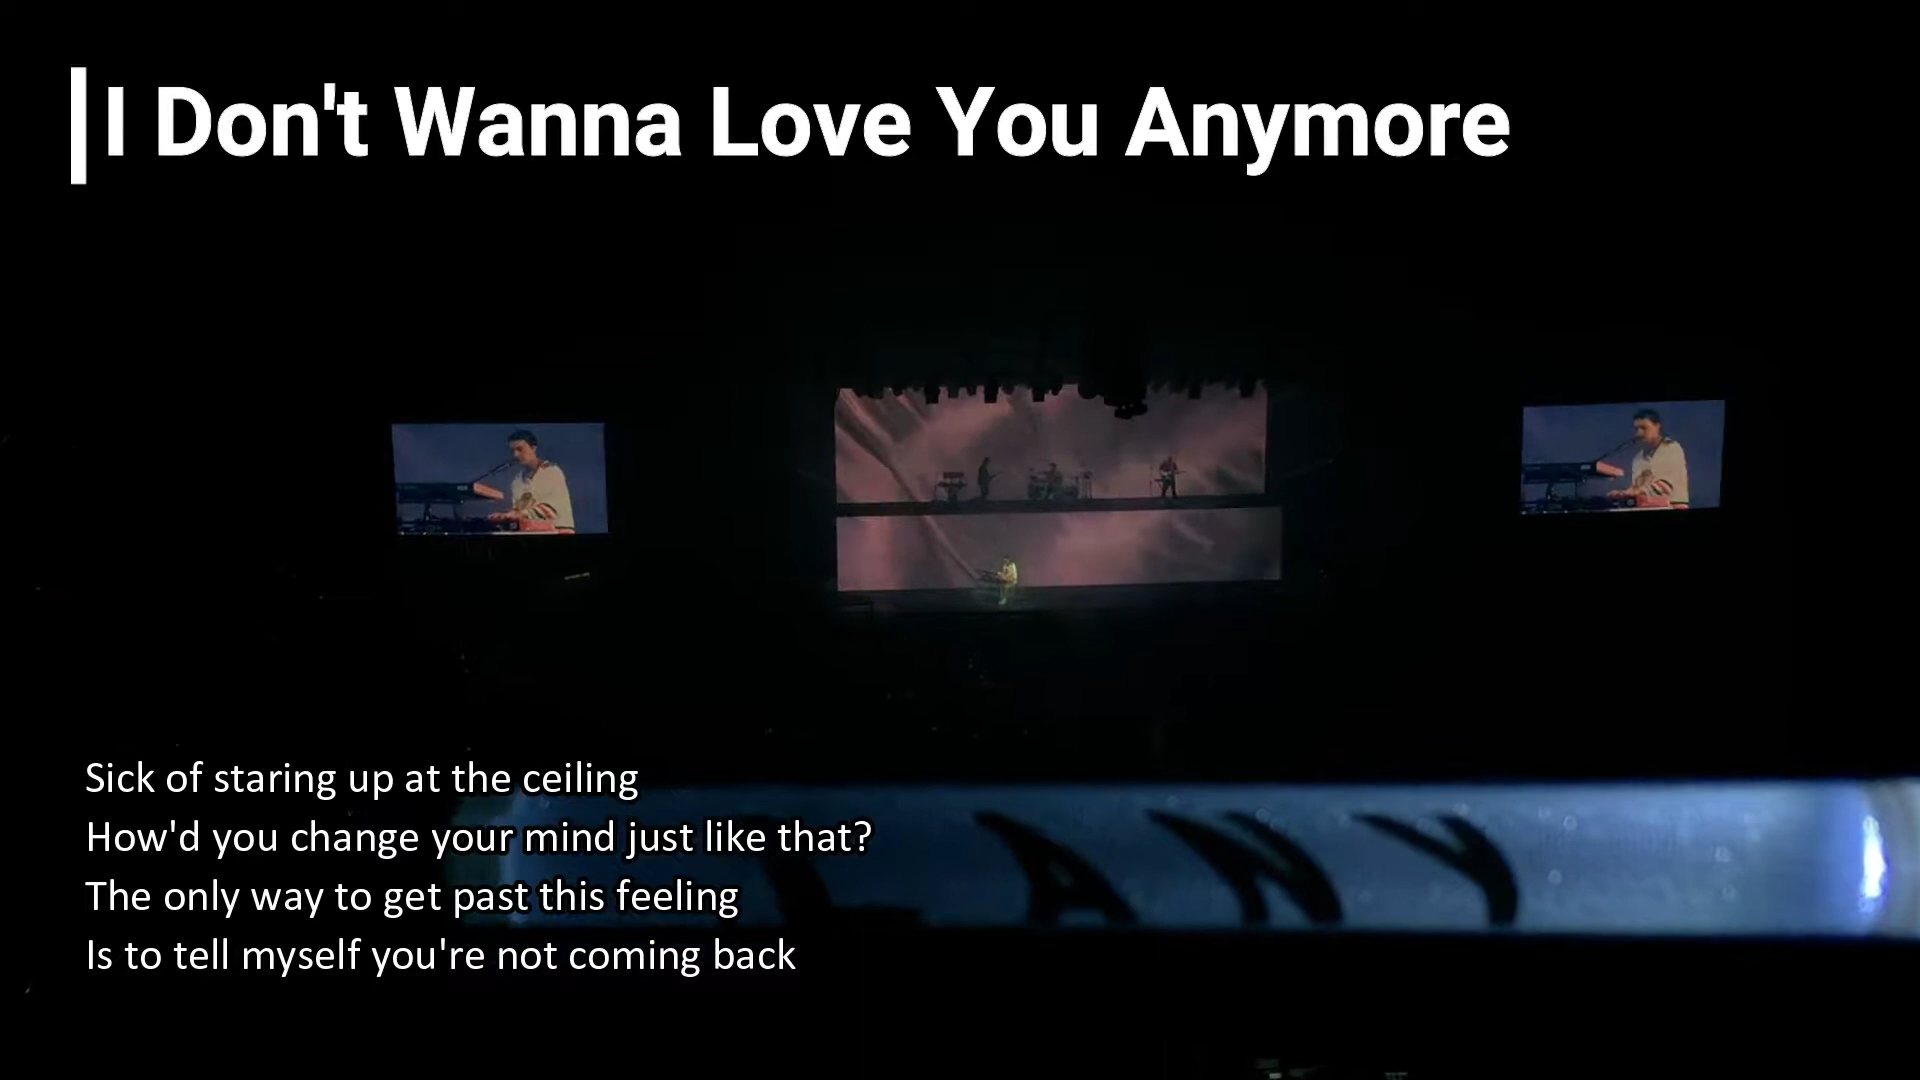 I Don't Wanna Love You Anymore
Sick of staring up at the ceiling
How'd you change your mind just like that?
The only way to get past this feeling
Is to tell myself you're not coming back
LANY